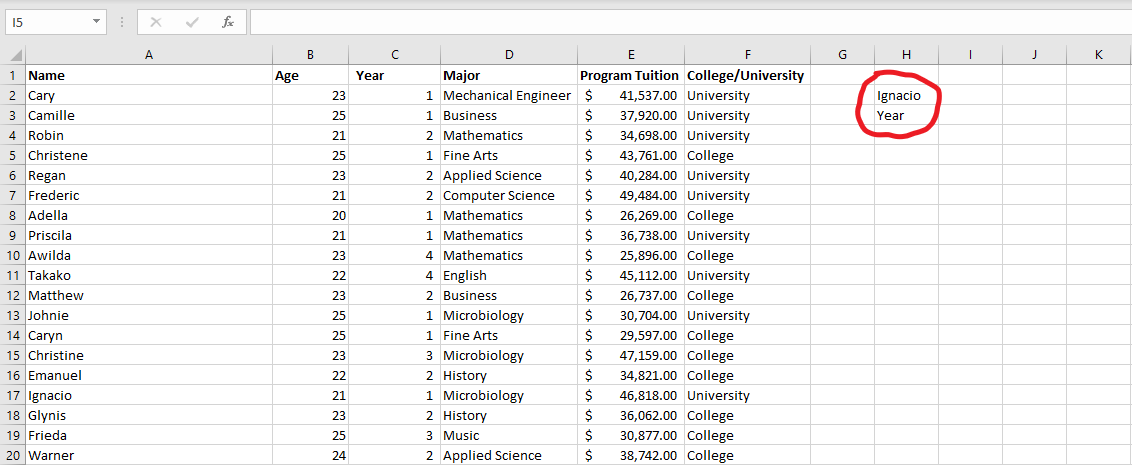 I5 fx
A B C D E F G H I J K
1 Name Age Year Major Program Tuition College/University
2 Cary 23 1 Mechanical Engineer $ 41,537.00 University Ignacio
3 Camille 25 1 Business $ 37,920.00 University Year
4 Robin 21 2 Mathematics $ 34,698.00 University
5 Christene 25 1 Fine Arts $ 43,761.00 College
6 Regan 23 2 Applied Science $ 40,284.00 University
7 Frederic 21 2 Computer Science $ 49,484.00 University
8 Adella 20 1 Mathematics $ 26,269.00 College
9 Priscila 21 1 Mathematics $ 36,738.00 University
10 Awilda 23 4 Mathematics $ 25,896.00 College
11 Takako 22 4 English $ 45,112.00 University
12 Matthew 23 2 Business $ 26,737.00 College
13 Johnie 25 1 Microbiology $ 30,704.00 University
14 Caryn 25 1 Fine Arts $ 29,597.00 College
15 Christine 23 3 Microbiology $ 47,159.00 College
16 Emanuel 22 2 History $ 34,821.00 College
17 Ignacio 21 1 Microbiology $ 46,818.00 University
18 Glynis 23 2 History $ 36,062.00 College
19 Frieda 25 3 Music $ 30,877.00 College
20 Warner 24 2 Applied Science $ 38,742.00 College